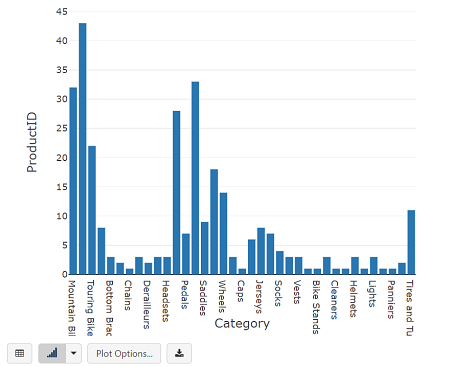 45
40
35
30
25
20
15
10
5
0
ProductID
Mountain Bil
Touring Bike
Bottom Brac
Chains
Derailleurs
Headsets
Pedals
Saddles
Wheels
Caps
Jerseys
Socks
Vests
Bike Stands
Cleaners
Helmets
Lights
Panniers
Tires and Tu
Category
Plot Options...